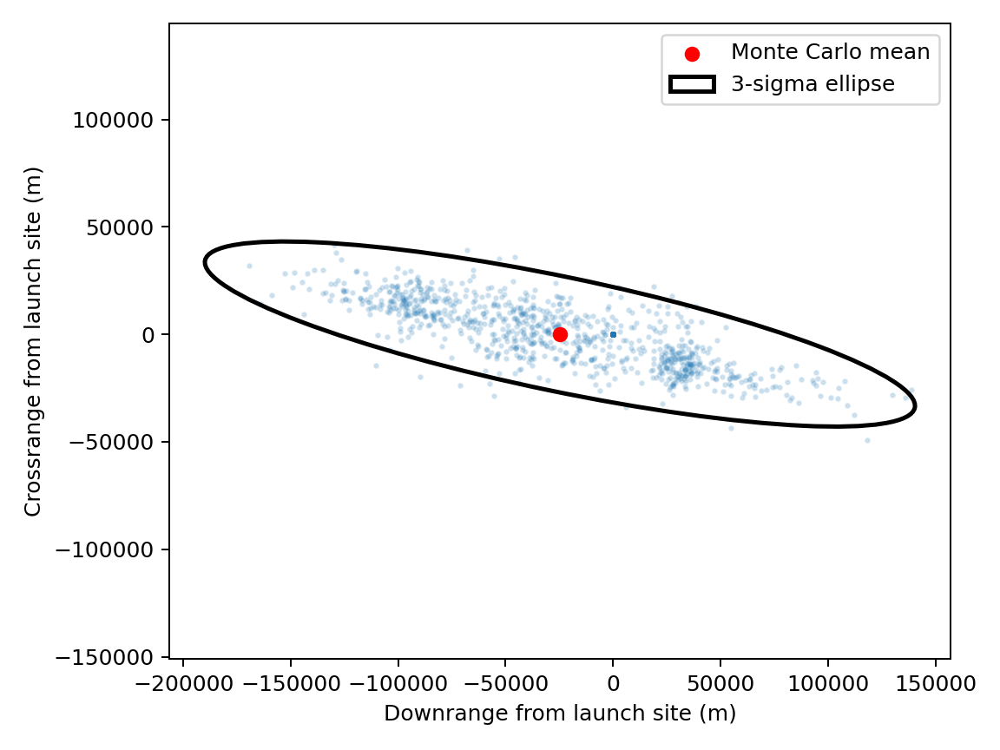 Monte Carlo mean
3-sigma ellipse
100000
50000
0
−50000
−100000
−150000
Crossrange from launch site (m)
−200000 −150000 −100000 −50000 0 50000 100000 150000
Downrange from launch site (m)